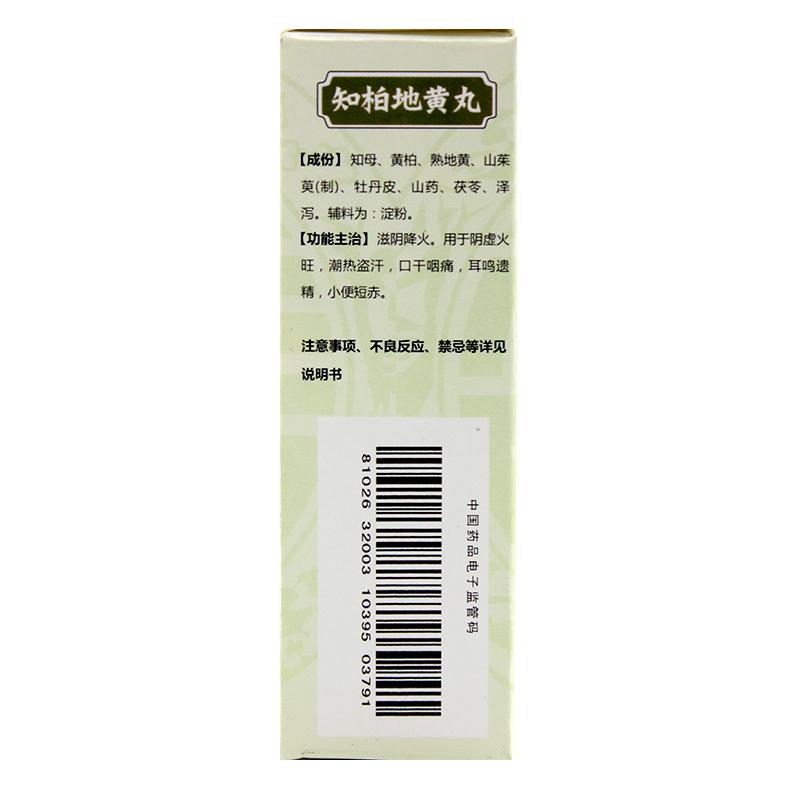 知柏地黄丸
【成份】知母、黄柏、熟地黄、山茱
萸(制)、牡丹皮、山药、茯苓、泽
泻。辅料为：淀粉。
【功能主治】滋阴降火。用于阴虚火
旺，潮热盗汗，口干咽痛，耳鸣遗
精，小便短赤。
注意事项、不良反应、禁忌等详见
说明书
中国药品电子监管码
81026 32003 10395 03791